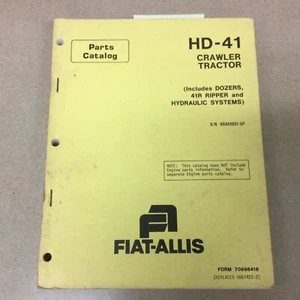 Parts
Catalog
HD-41
CRAWLER
TRACTOR
(Includes DOZERS,
41R RIPPER and
HYDRAULIC SYSTEMS)
NOTE: This catalog does NOT include
Engine parts information. Refer to
separate Engine parts catalog.
FIAT-ALLIS
FORM 70696418